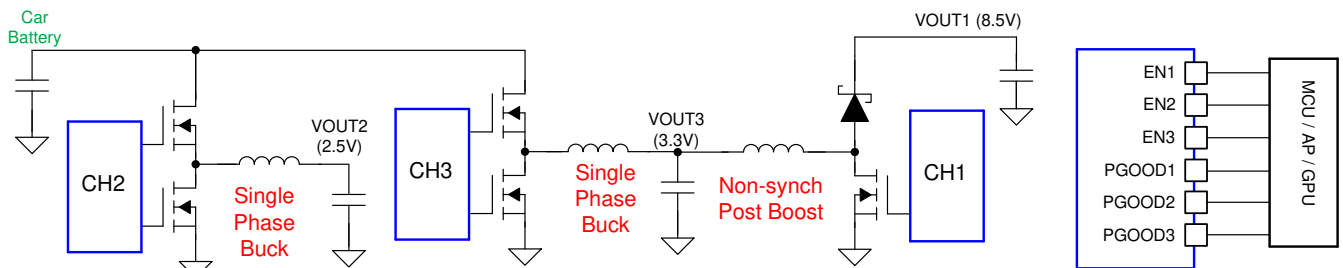 Car
Battery
VOUT1 (8.5V)
CH2
VOUT2
(2.5V)
Single
Phase
Buck
CH3
VOUT3
(3.3V)
Single
Phase
Buck
Non-synch
Post Boost
CH1
EN1
EN2
EN3
PGOOD1
PGOOD2
PGOOD3
MCU / AP / GPU